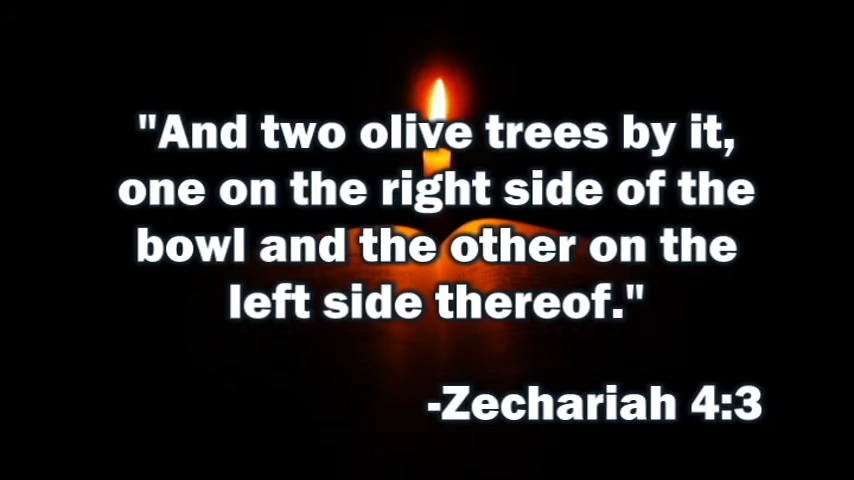 "And two olive trees by it,
one on the right side of the
bowl and the other on the
left side thereof."
-Zechariah 4:3